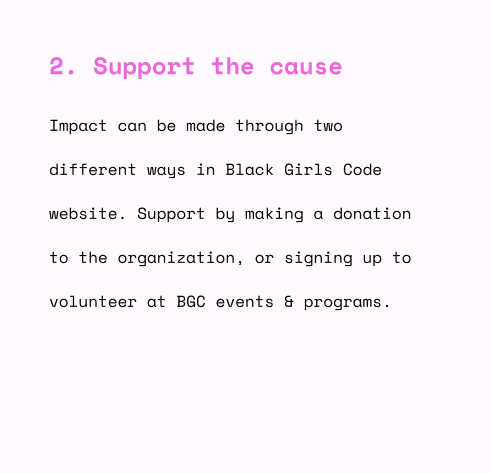 2. Support the cause
Impact can be made through two
different ways in Black Girls Code
website. Support by making a donation
to the organization, or signing up to
volunteer at BGC events & programs.